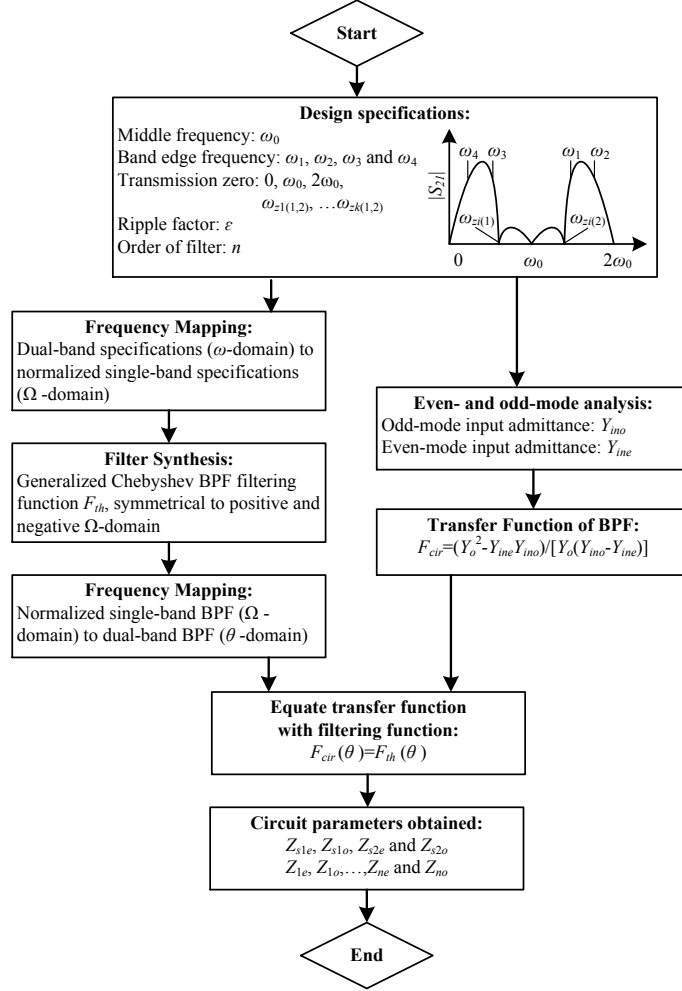 Start
Design specifications:
Middle frequency: ω0
Band edge frequency: ω1, ω2, ω3 and ω4
Transmission zero: 0, ω0, 2ω0,
ωz1(1,2), …ωzk(1,2)
Ripple factor: ε
Order of filter: n
|S21|
ω4 ω3 ω1 ω2
ωzi(1) ωzi(2)
0 ω0 2ω0
Frequency Mapping:
Dual-band specifications (ω-domain) to
normalized single-band specifications
(Ω -domain)
Filter Synthesis:
Generalized Chebyshev BPF filtering
function Fth, symmetrical to positive and
negative Ω-domain
Frequency Mapping:
Normalized single-band BPF (Ω -
domain) to dual-band BPF (θ -domain)
Even- and odd-mode analysis:
Odd-mode input admittance: Yino
Even-mode input admittance: Yine
Transfer Function of BPF:
Fcir=(Yo²-YineYino)/[Yo(Yino-Yine)]
Equate transfer function
with filtering function:
Fcir(θ)=Fth(θ)
Circuit parameters obtained:
Zs1e, Zs1o, Zs2e and Zs2o
Z1e, Z1o,…,Zne and Zno
End